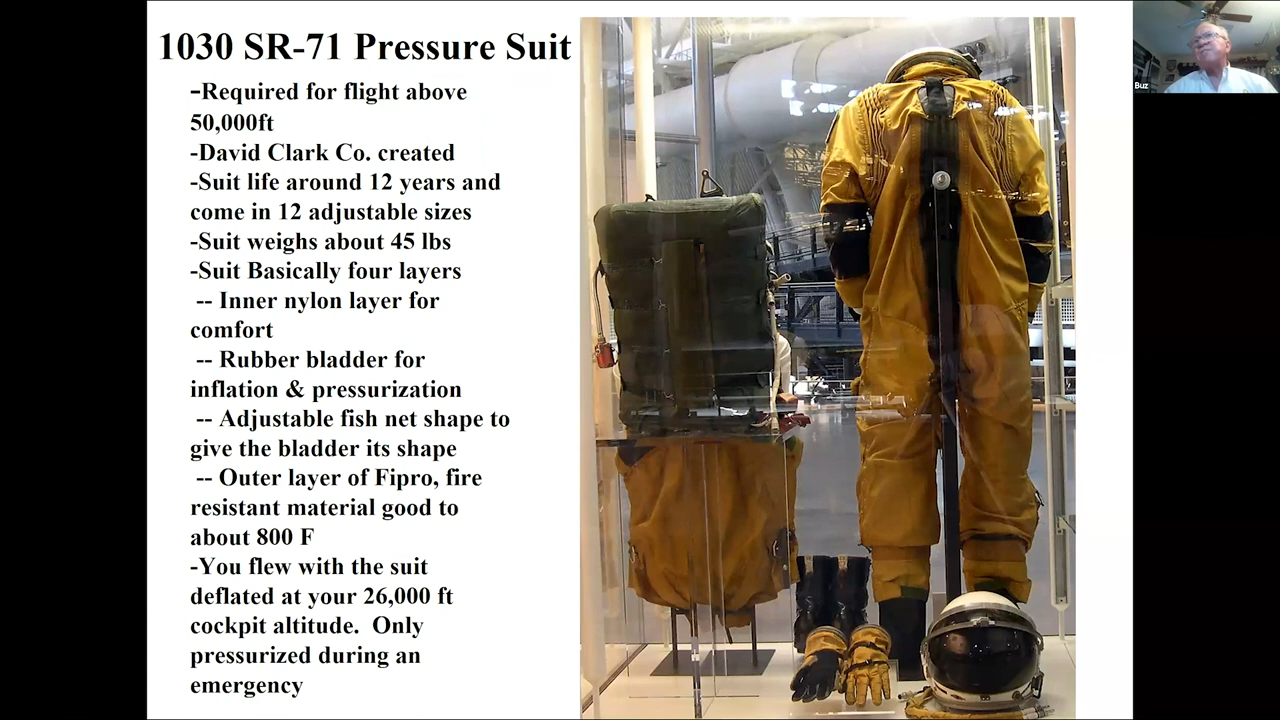 1030 SR-71 Pressure Suit
-Required for flight above
50,000ft
-David Clark Co. created
-Suit life around 12 years and
come in 12 adjustable sizes
-Suit weighs about 45 lbs
-Suit Basically four layers
-- Inner nylon layer for
comfort
-- Rubber bladder for
inflation & pressurization
-- Adjustable fish net shape to
give the bladder its shape
-- Outer layer of Fipro, fire
resistant material good to
about 800 F
-You flew with the suit
deflated at your 26,000 ft
cockpit altitude.  Only
pressurized during an
emergency
Buz